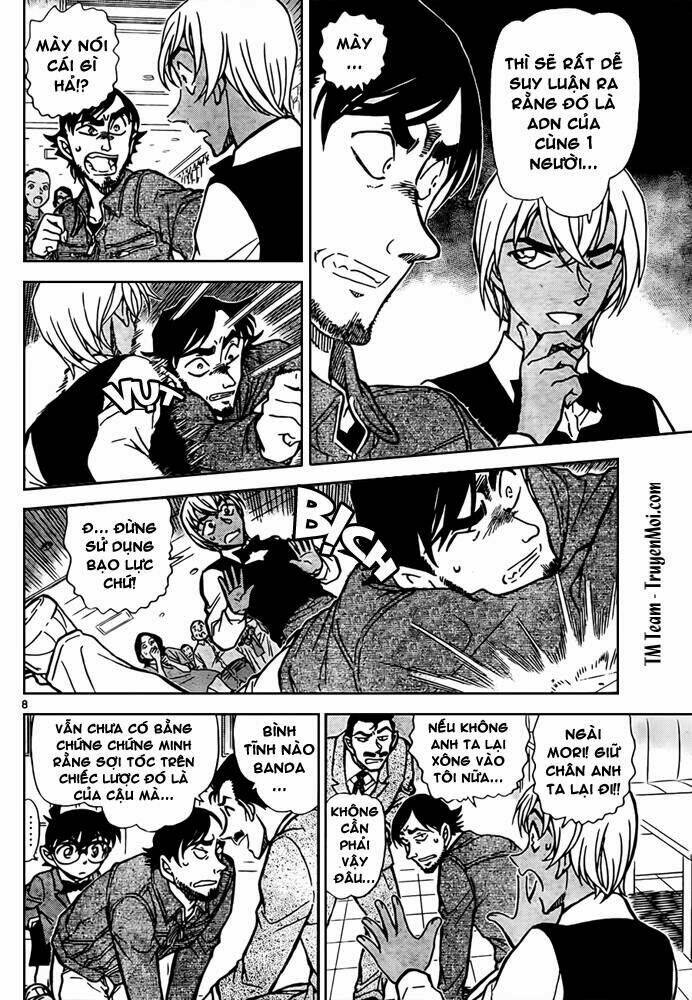 THÌ SẼ RẤT DỄ
SUY LUẬN RA
RẰNG ĐÓ LÀ
ADN CỦA
CÙNG 1
NGƯỜI...
MÀY
...
MÀY NÓI
CÁI GÌ
HẢ!?
VỤT
BỊCH
Đ... ĐỪNG
SỬ DỤNG
BẠO LỰC
CHỨ!
TM Team - TruyenMoi.com
8
NGÀI
MORI! GIỮ
CHÂN ANH
TA LẠI ĐI!!
NẾU KHÔNG
ANH TA LẠI
XÔNG VÀO
TÔI NỮA...
KHÔNG
CẦN
PHẢI
VẬY
ĐÂU...
BÌNH
TĨNH NÀO
BANDA...
VẪN CHƯA CÓ BẰNG
CHỨNG CHỨNG MINH
RẰNG SỢI TÓC TRÊN
CHIẾC LƯỢC ĐÓ LÀ
CỦA CẬU MÀ...
......